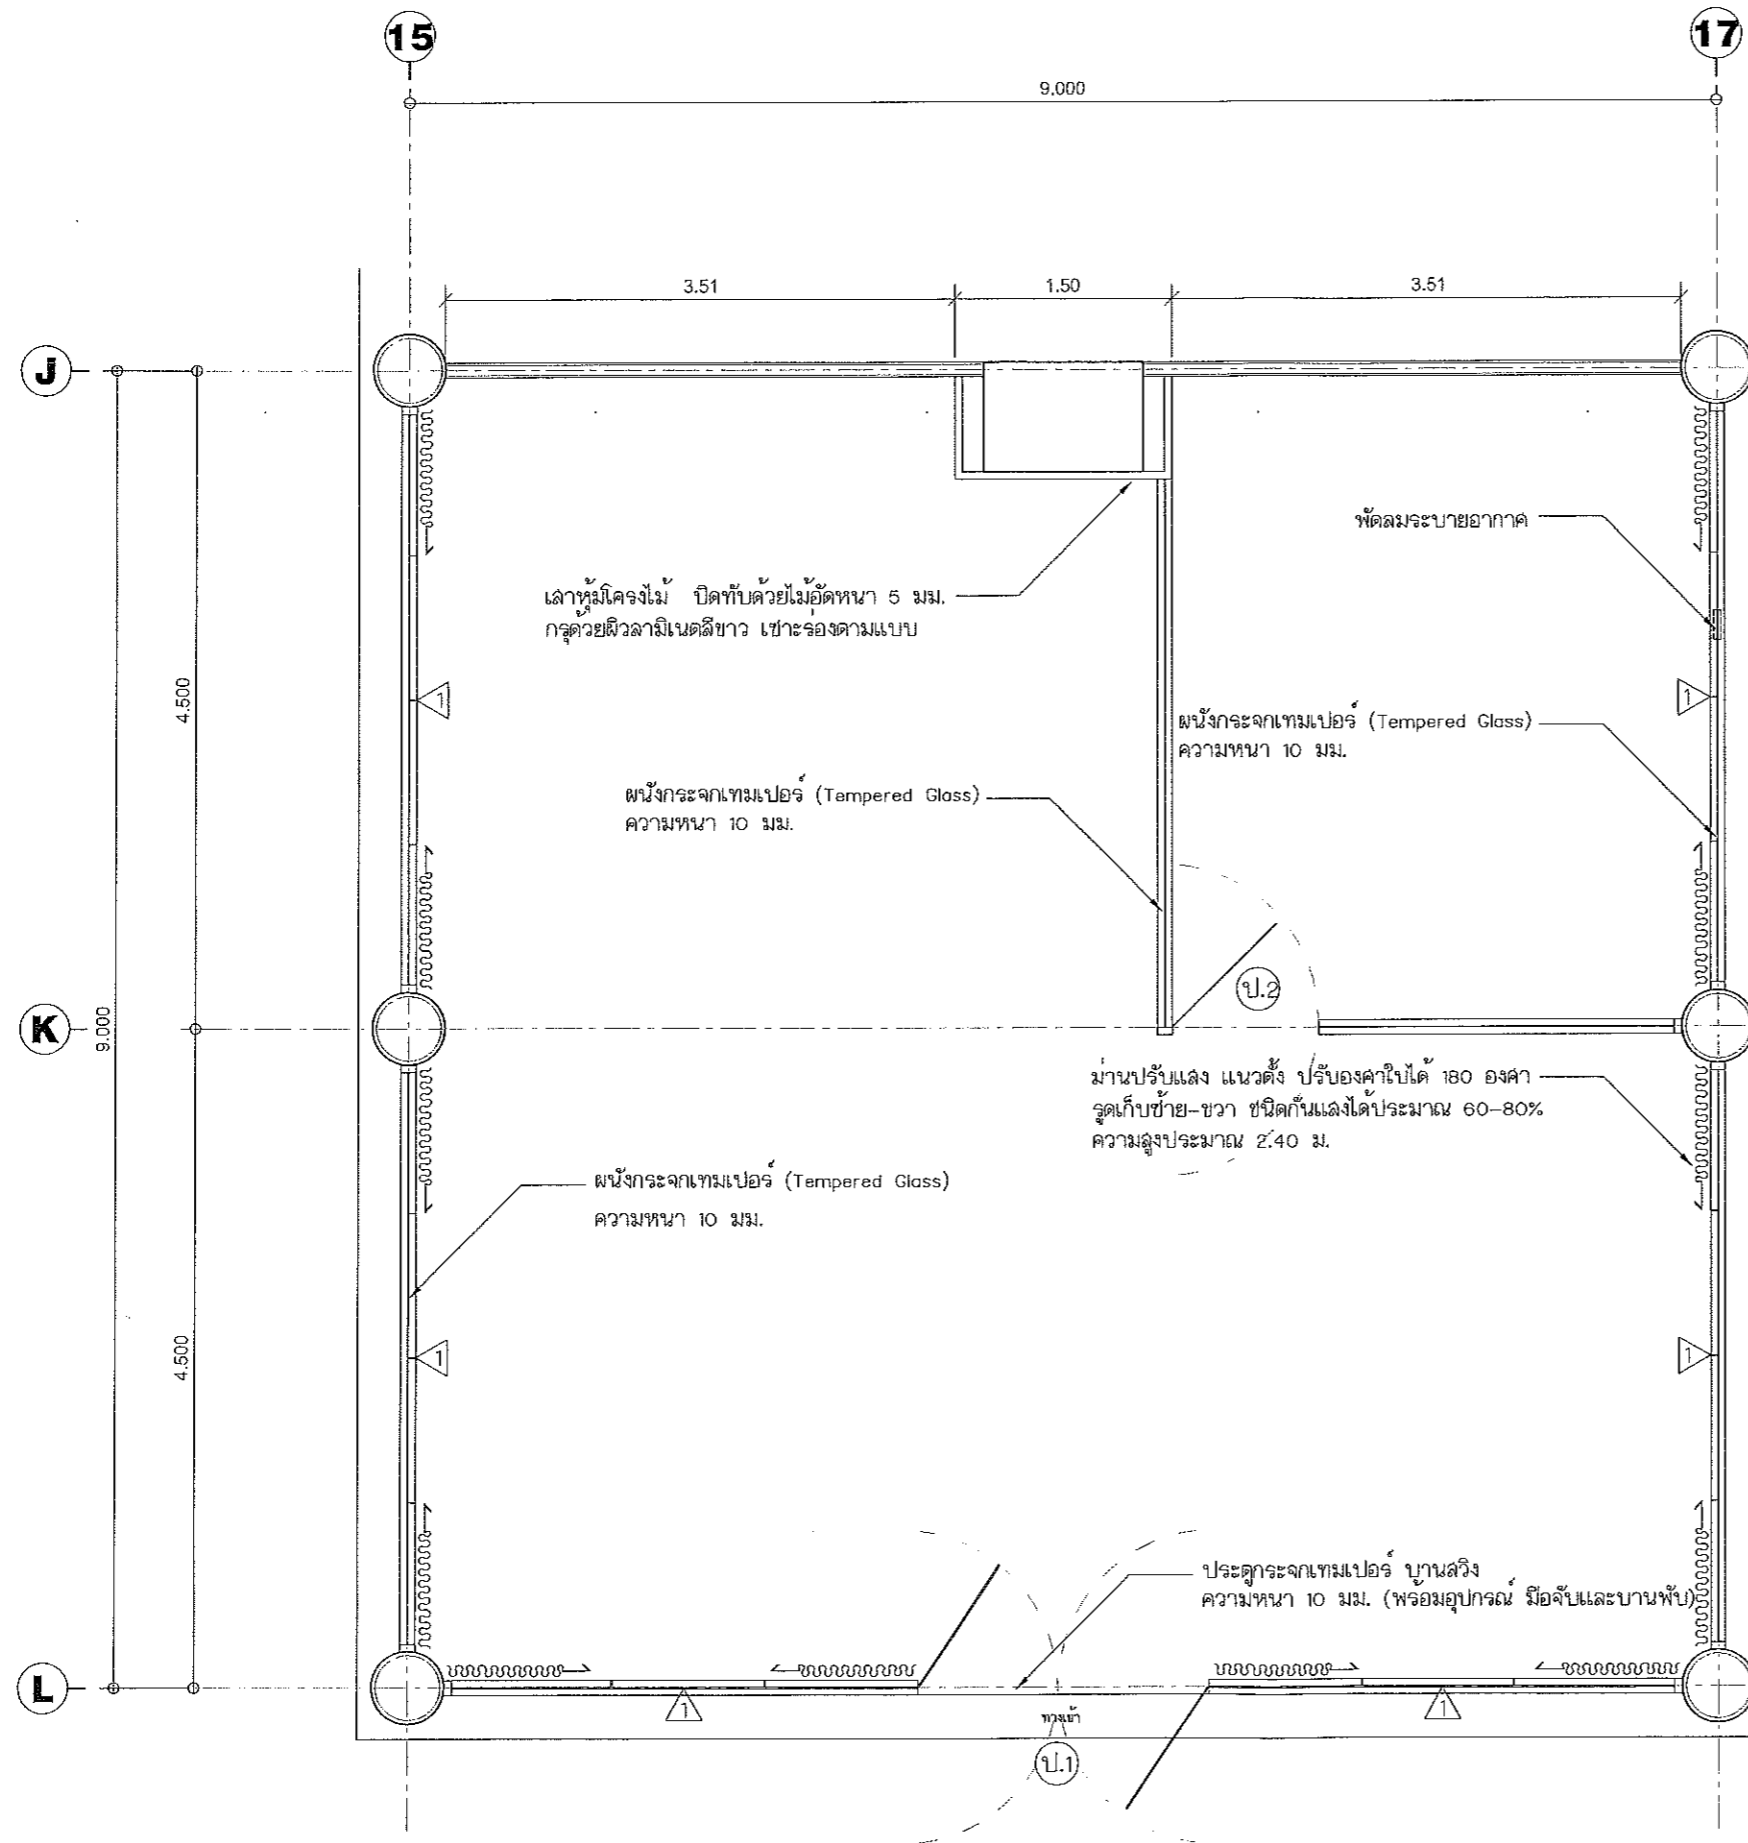 15
17
9.000
3.51
1.50
3.51
J
พัดลมระบายอากาศ
เสาหุ้มโครงไม้ ปิดทับด้วยไม้อัดหนา 5 มม.
กรุด้วยผิวลามิเนตสีขาว เซาะร่องตามแบบ
4.500
1
1
ผนังกระจกเทมเปอร์ (Tempered Glass)
ความหนา 10 มม.
ผนังกระจกเทมเปอร์ (Tempered Glass)
ความหนา 10 มม.
ป.2
K
9.000
ม่านปรับแสง แนวตั้ง ปรับองศาใบได้ 180 องศา
รูดเก็บซ้าย-ขวา ชนิดกั้นแสงได้ประมาณ 60-80%
ความสูงประมาณ 2.40 ม.
ผนังกระจกเทมเปอร์ (Tempered Glass)
ความหนา 10 มม.
4.500
1
1
ประตูกระจกเทมเปอร์ บานสวิง
ความหนา 10 มม. (พร้อมอุปกรณ์ มือจับและบานพับ)
L
1
1
ทางเข้า
ป.1